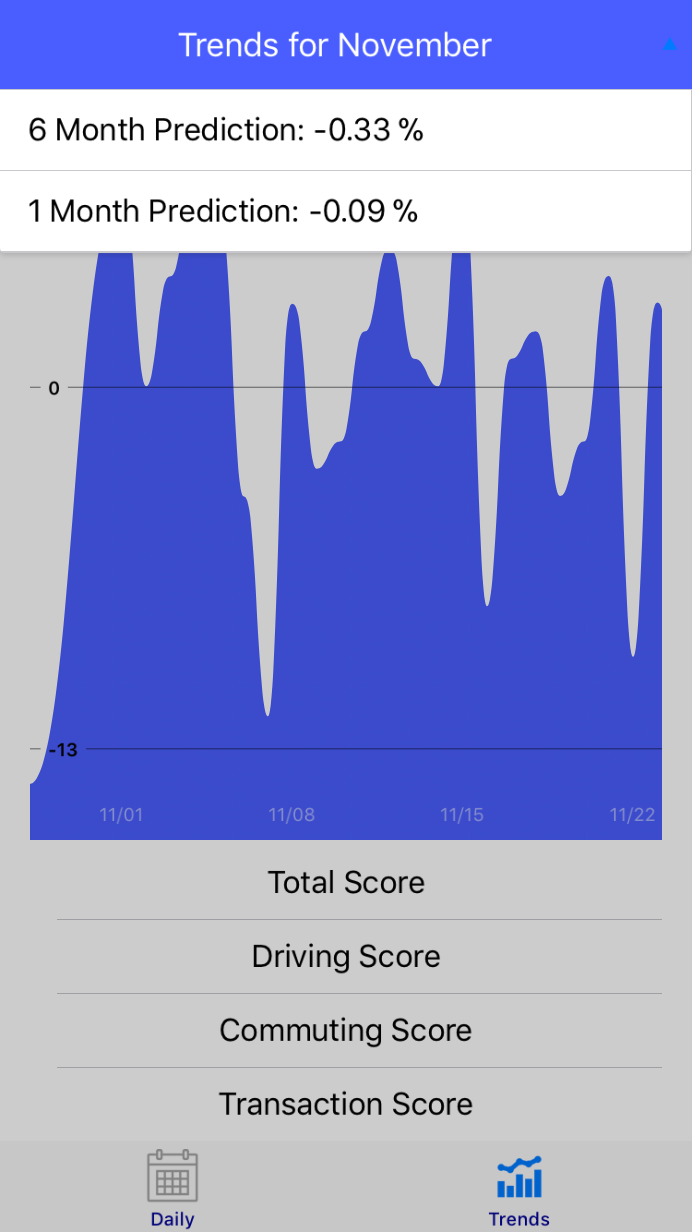 Trends for November
6 Month Prediction: -0.33 %
1 Month Prediction: -0.09 %
0
-13
11/01 11/08 11/15 11/22
Total Score
Driving Score
Commuting Score
Transaction Score
Daily Trends